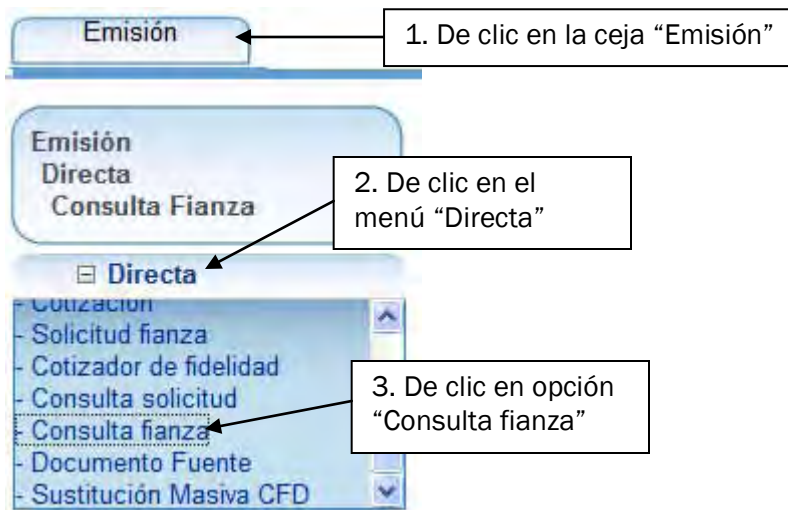 Emisión
1. De clic en la ceja “Emisión”
Emisión
Directa
Consulta Fianza
2. De clic en el
menú “Directa”
Directa
- Cotización
- Solicitud fianza
- Cotizador de fidelidad
- Consulta solicitud
- Consulta fianza
- Documento Fuente
- Sustitución Masiva CFD
3. De clic en opción
“Consulta fianza”